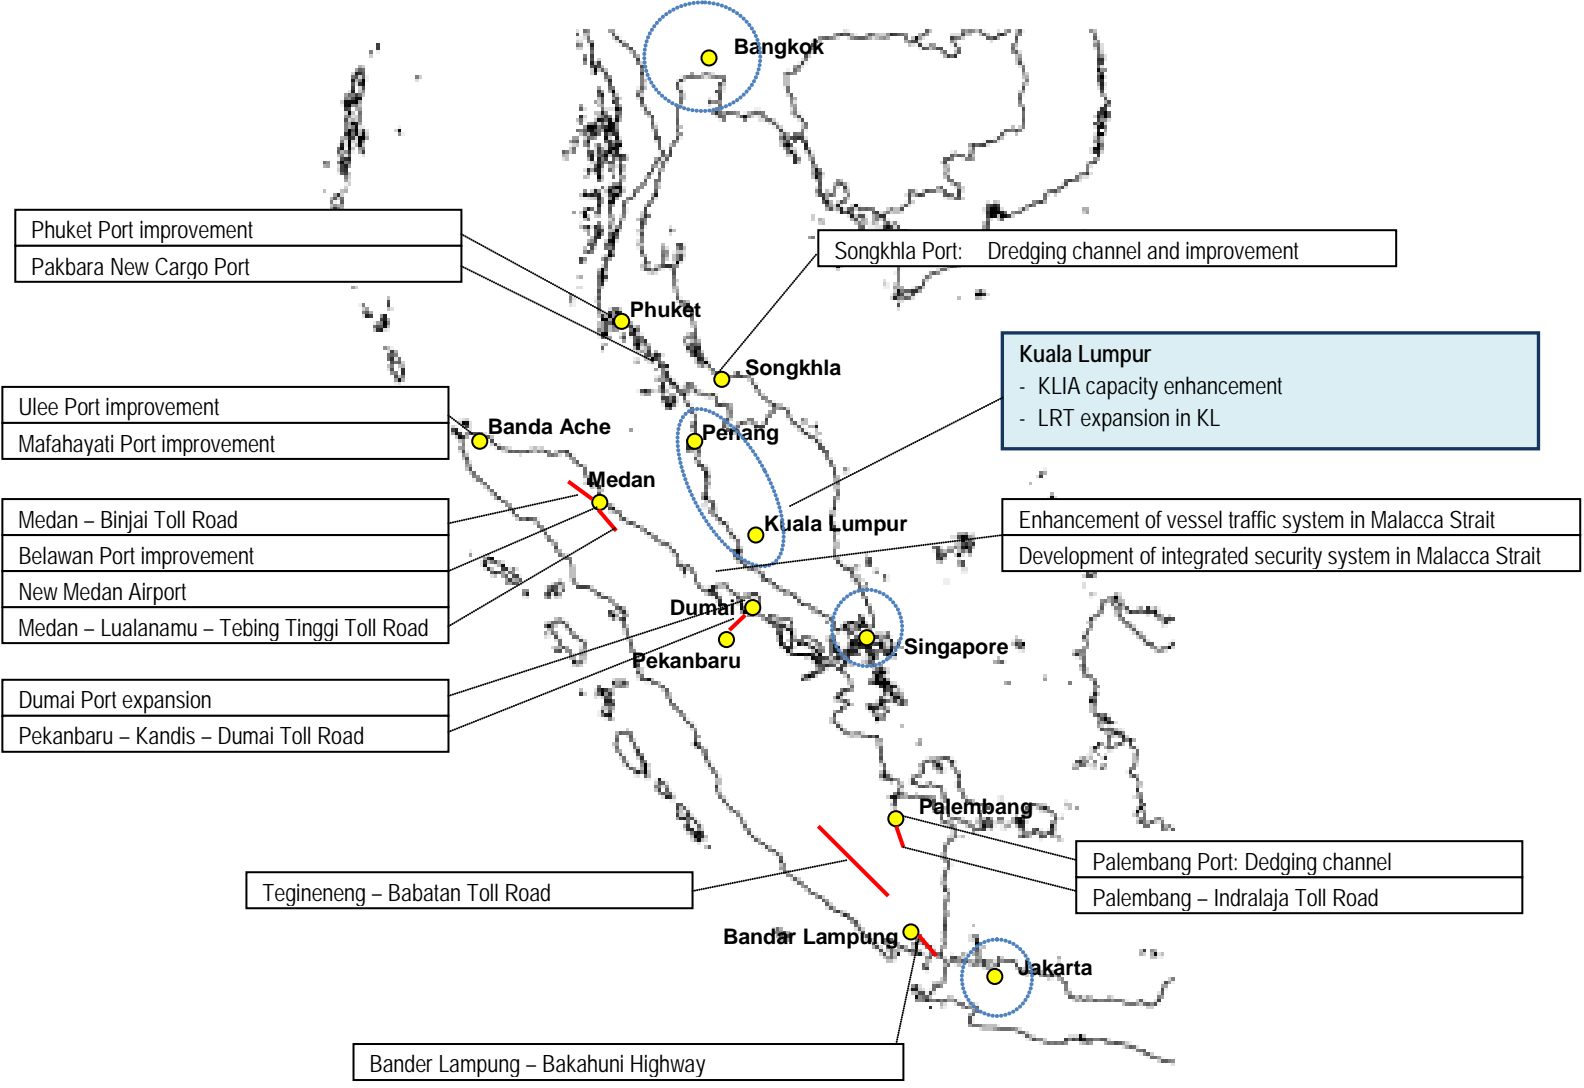 Bangkok
Phuket Port improvement
Pakbara New Cargo Port
Songkhla Port: Dredging channel and improvement
Phuket
Songkhla
Kuala Lumpur
- KLIA capacity enhancement
- LRT expansion in KL
Ulee Port improvement
Mafahayati Port improvement
Banda Ache
Penang
Medan
Medan – Binjai Toll Road
Belawan Port improvement
New Medan Airport
Medan – Lualanamu – Tebing Tinggi Toll Road
Kuala Lumpur
Enhancement of vessel traffic system in Malacca Strait
Development of integrated security system in Malacca Strait
Dumai
Pekanbaru
Singapore
Dumai Port expansion
Pekanbaru – Kandis – Dumai Toll Road
Palembang
Palembang Port: Dedging channel
Palembang – Indralaja Toll Road
Tegineneng – Babatan Toll Road
Bandar Lampung
Jakarta
Bander Lampung – Bakahuni Highway